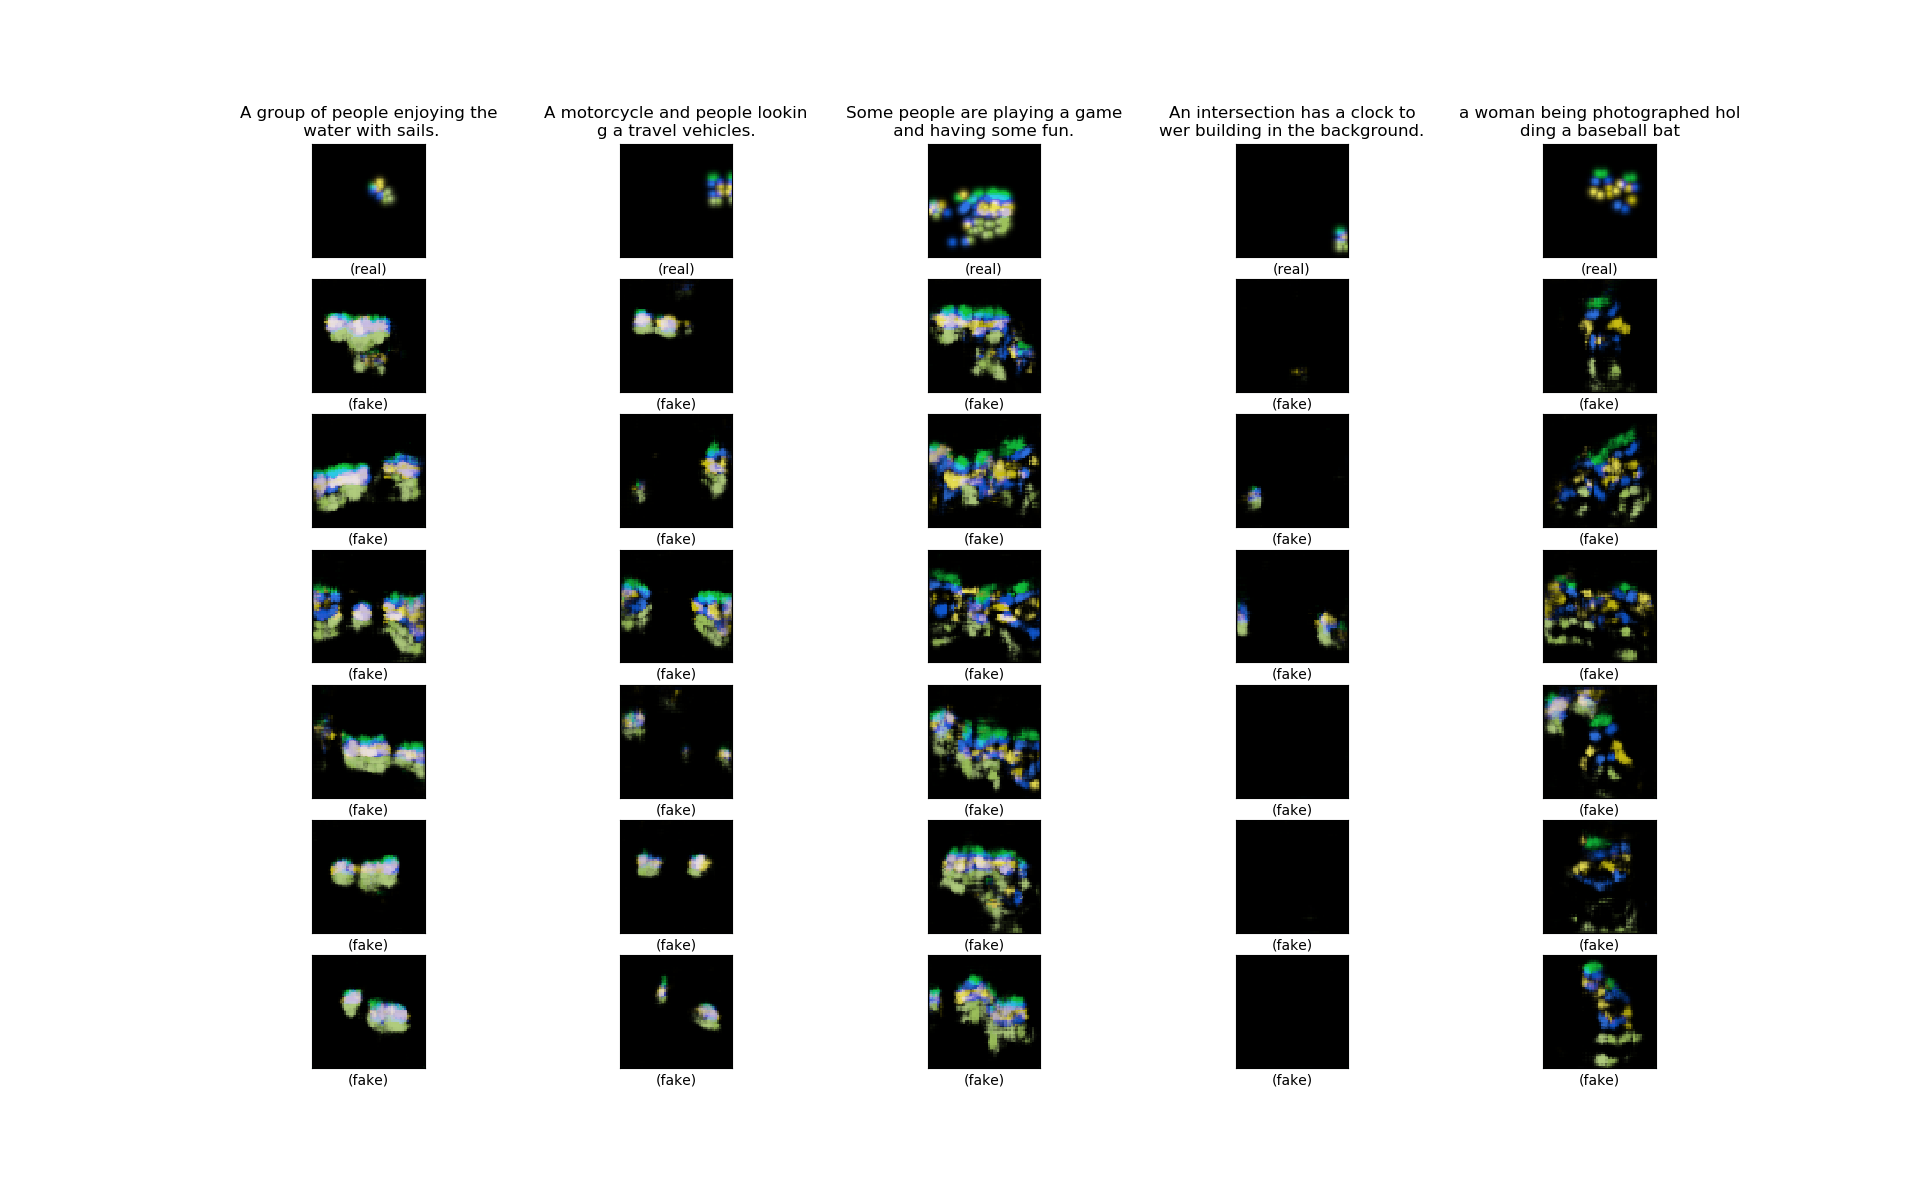 A group of people enjoying the
water with sails.
A motorcycle and people lookin
g a travel vehicles.
Some people are playing a game
and having some fun.
An intersection has a clock to
wer building in the background.
a woman being photographed hol
ding a baseball bat
(real) (real) (real) (real) (real)
(fake) (fake) (fake) (fake) (fake)
(fake) (fake) (fake) (fake) (fake)
(fake) (fake) (fake) (fake) (fake)
(fake) (fake) (fake) (fake) (fake)
(fake) (fake) (fake) (fake) (fake)
(fake) (fake) (fake) (fake) (fake)